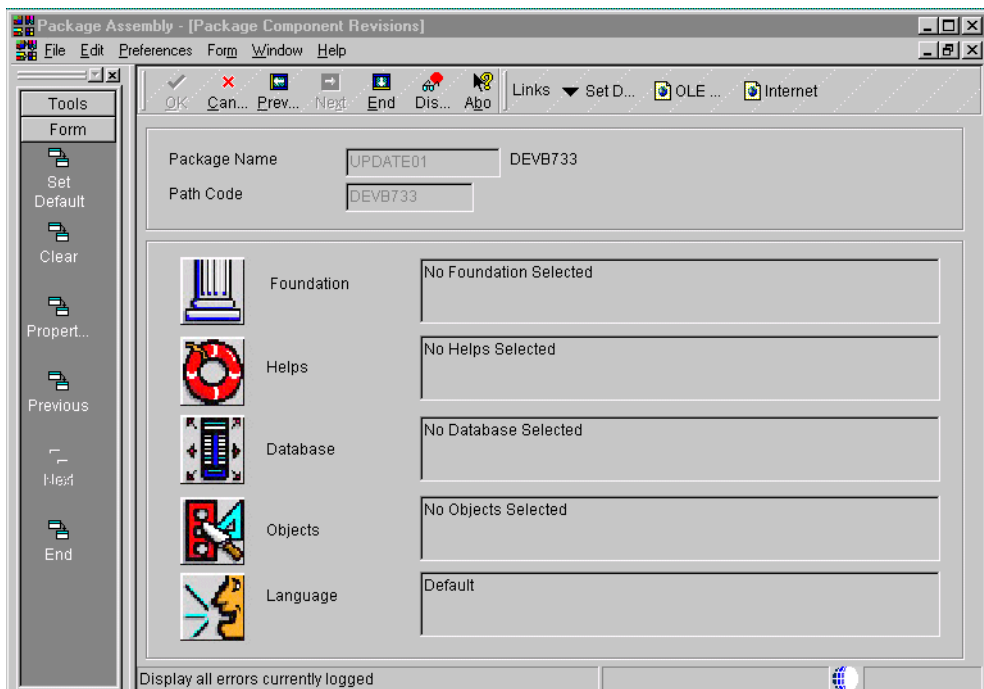 Package Assembly - [Package Component Revisions]
File Edit Preferences Form Window Help
Tools
Form
Set
Default
Clear
Propert...
Previous
Next
End
OK Can... Prev... Next End Dis... Abo Links Set D... OLE ... Internet
Package Name UPDATE01 DEVB733
Path Code DEVB733
Foundation No Foundation Selected
Helps No Helps Selected
Database No Database Selected
Objects No Objects Selected
Language Default
Display all errors currently logged